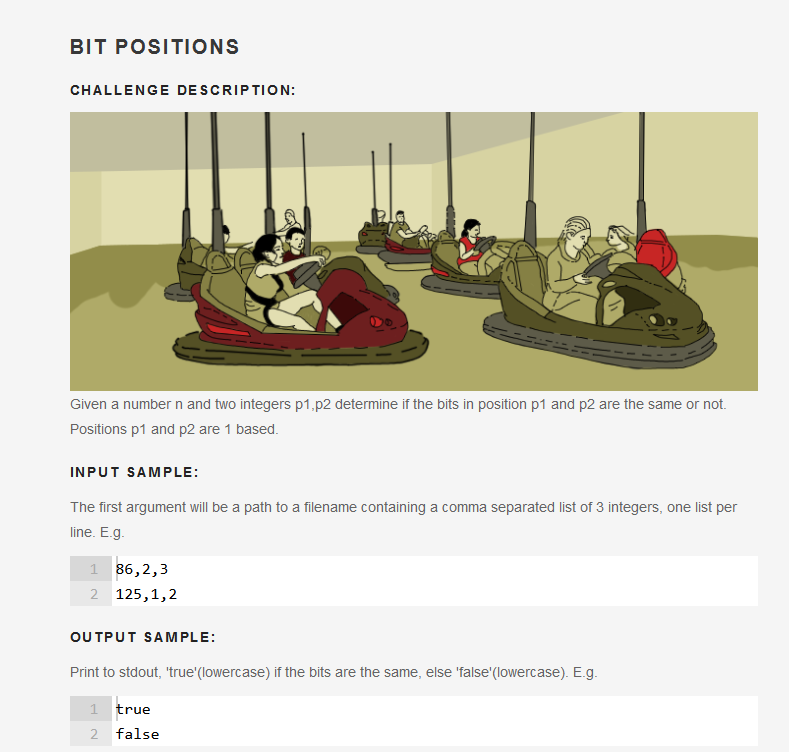 BIT POSITIONS
CHALLENGE DESCRIPTION:
Given a number n and two integers p1,p2 determine if the bits in position p1 and p2 are the same or not.
Positions p1 and p2 are 1 based.
INPUT SAMPLE:
The first argument will be a path to a filename containing a comma separated list of 3 integers, one list per
line. E.g.
1 86,2,3
2 125,1,2
OUTPUT SAMPLE:
Print to stdout, 'true'(lowercase) if the bits are the same, else 'false'(lowercase). E.g.
1 true
2 false